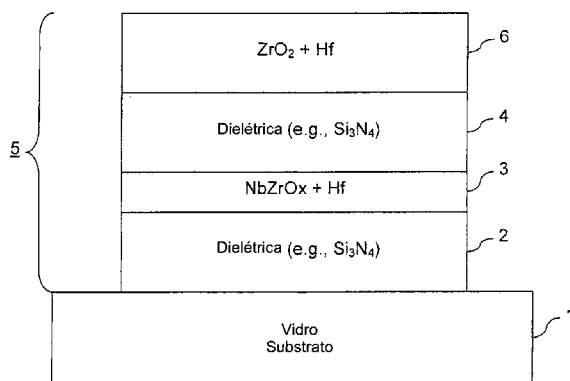 ZrO₂ + Hf
6
Dielétrica (e.g., Si₃N₄)
4
5
NbZrOx + Hf
3
Dielétrica (e.g., Si₃N₄)
2
Vidro
Substrato